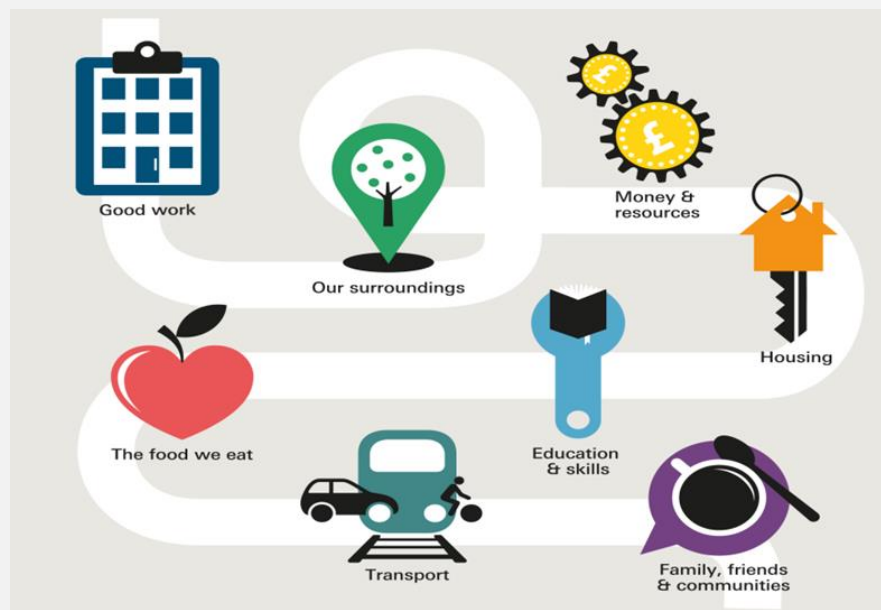 £
£
Good work
Our surroundings
Money &
resources
Housing
The food we eat
Education
& skills
Transport
Family, friends
& communities